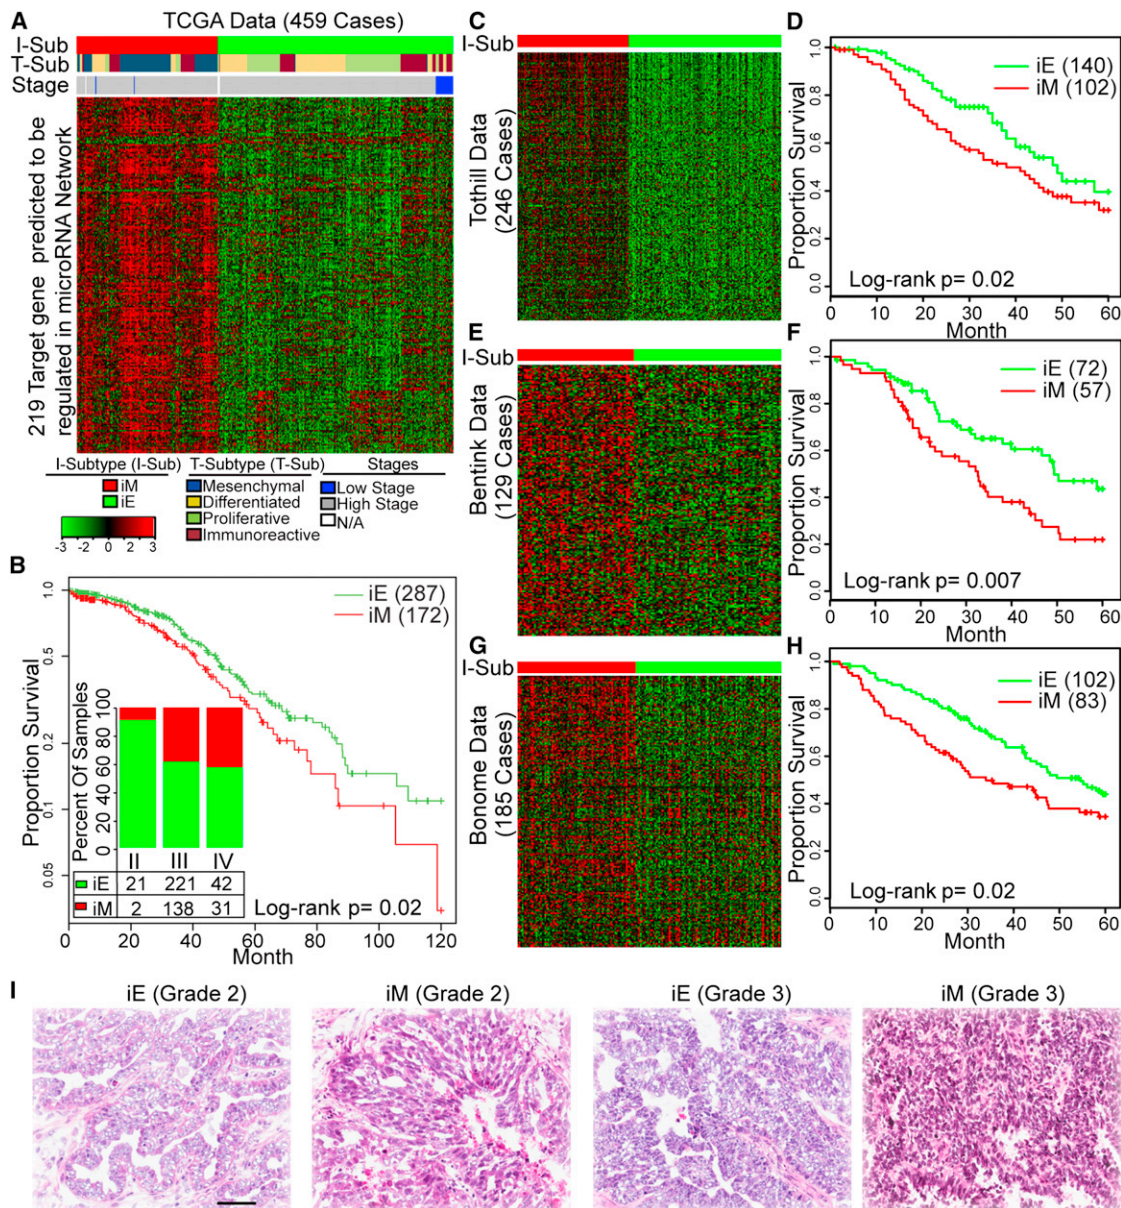 A
TCGA Data (459 Cases)
I-Sub
T-Sub
Stage
219 Target gene predicted to be
regulated in microRNA Network
I-Subtype (I-Sub)
iM
iE
-3 -2 0 2 3
T-Subtype (T-Sub)
Mesenchymal
Differentiated
Proliferative
Immunoreactive
Stages
Low Stage
High Stage
N/A
B
iE (287)
iM (172)
Proportion Survival
1.0
0.5
0.2
0.1
0.05
Percent Of Samples
0 20 40 60 80 100
II III IV
iE 21 221 42
iM 2 138 31
Log-rank p= 0.02
0 20 40 60 80 100 120
Month
C
I-Sub
Tothill Data
(246 Cases)
D
iE (140)
iM (102)
Proportion Survival
0.0 0.2 0.4 0.6 0.8 1.0
Log-rank p= 0.02
0 10 20 30 40 50 60
Month
E
I-Sub
Bentink Data
(129 Cases)
F
iE (72)
iM (57)
Proportion Survival
0.0 0.2 0.4 0.6 0.8 1.0
Log-rank p= 0.007
0 10 20 30 40 50 60
Month
G
I-Sub
Bonome Data
(185 Cases)
H
iE (102)
iM (83)
Proportion Survival
0.0 0.2 0.4 0.6 0.8 1.0
Log-rank p= 0.02
0 10 20 30 40 50 60
Month
I
iE (Grade 2)
iM (Grade 2)
iE (Grade 3)
iM (Grade 3)